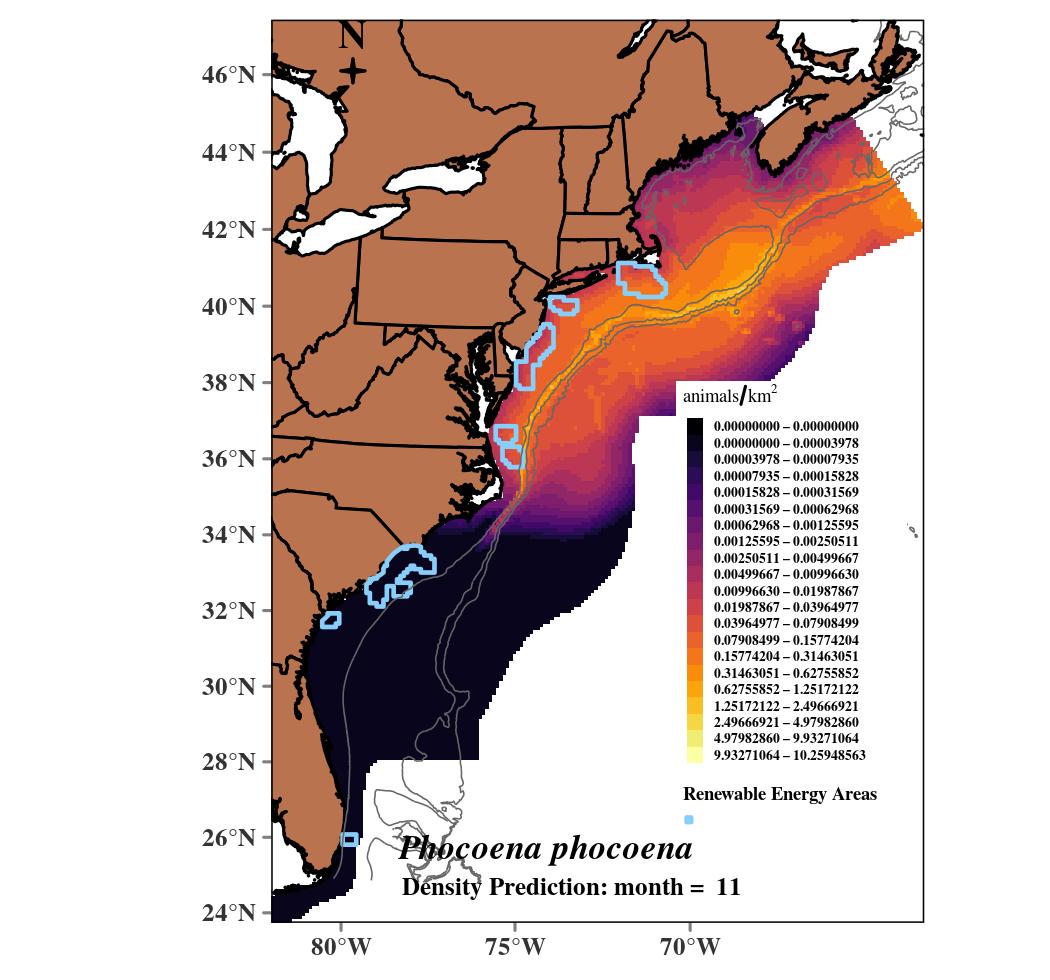 N
46°N
44°N
42°N
40°N
38°N
36°N
34°N
32°N
30°N
28°N
26°N
24°N
80°W
75°W
70°W
animals/km2
0.00000000 – 0.00000000
0.00000000 – 0.00003978
0.00003978 – 0.00007935
0.00007935 – 0.00015828
0.00015828 – 0.00031569
0.00031569 – 0.00062968
0.00062968 – 0.00125595
0.00125595 – 0.00250511
0.00250511 – 0.00499667
0.00499667 – 0.00996630
0.00996630 – 0.01987867
0.01987867 – 0.03964977
0.03964977 – 0.07908499
0.07908499 – 0.15774204
0.15774204 – 0.31463051
0.31463051 – 0.62755852
0.62755852 – 1.25172122
1.25172122 – 2.49666921
2.49666921 – 4.97982860
4.97982860 – 9.93271064
9.93271064 – 10.25948563
Renewable Energy Areas
Phocoena phocoena
Density Prediction: month = 11